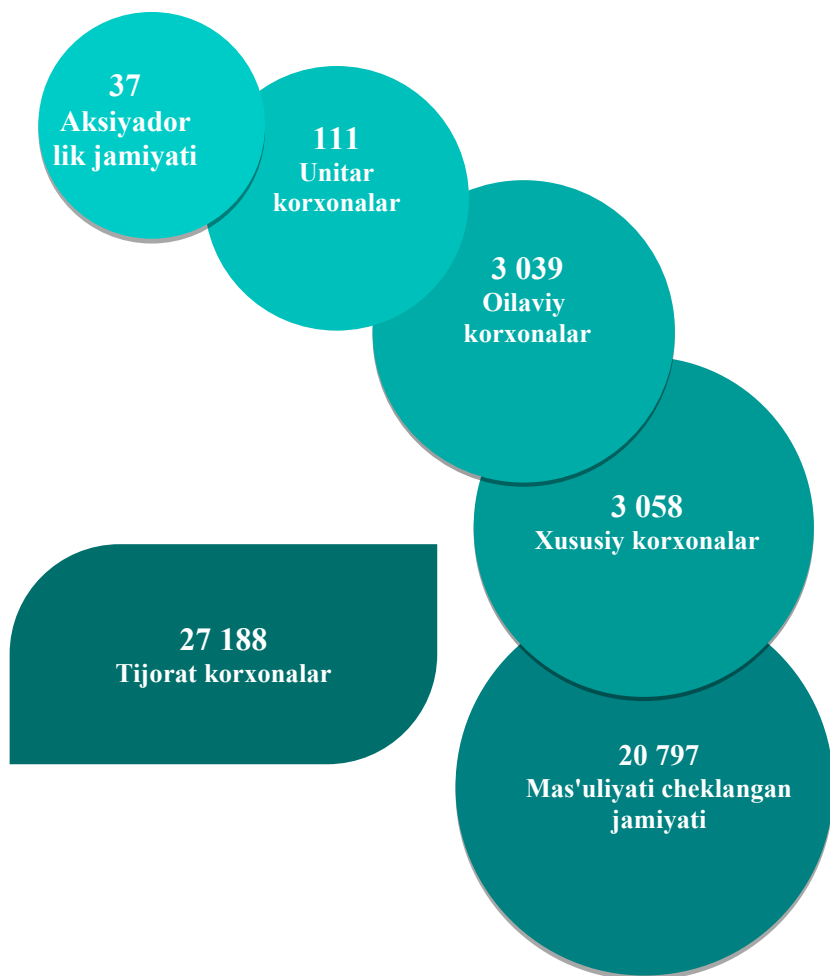 37
Aksiyador
lik jamiyati
111
Unitar
korxonalar
3 039
Oilaviy
korxonalar
3 058
Xususiy korxonalar
27 188
Tijorat korxonalar
20 797
Mas'uliyati cheklangan
jamiyati